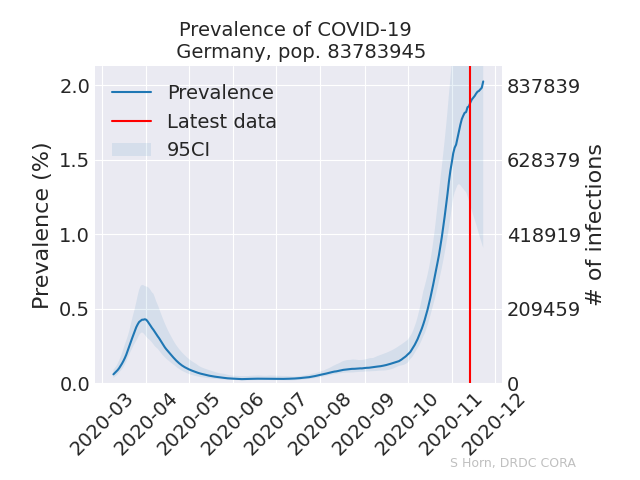 Prevalence of COVID-19
Germany, pop. 83783945
Prevalence
Latest data
95CI
Prevalence (%)
2.0
1.5
1.0
0.5
0.0
837839
628379
418919
209459
0
# of infections
2020-03
2020-04
2020-05
2020-06
2020-07
2020-08
2020-09
2020-10
2020-11
2020-12
S Horn, DRDC CORA